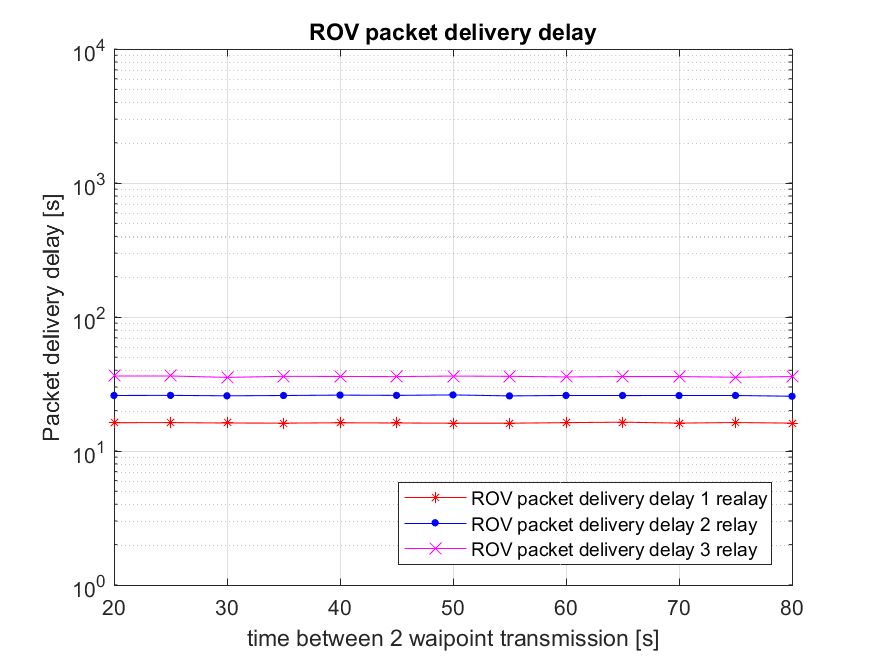 ROV packet delivery delay
10^4
10^3
10^2
10^1
10^0
Packet delivery delay [s]
ROV packet delivery delay 1 realay
ROV packet delivery delay 2 relay
ROV packet delivery delay 3 relay
20 30 40 50 60 70 80
time between 2 waipoint transmission [s]